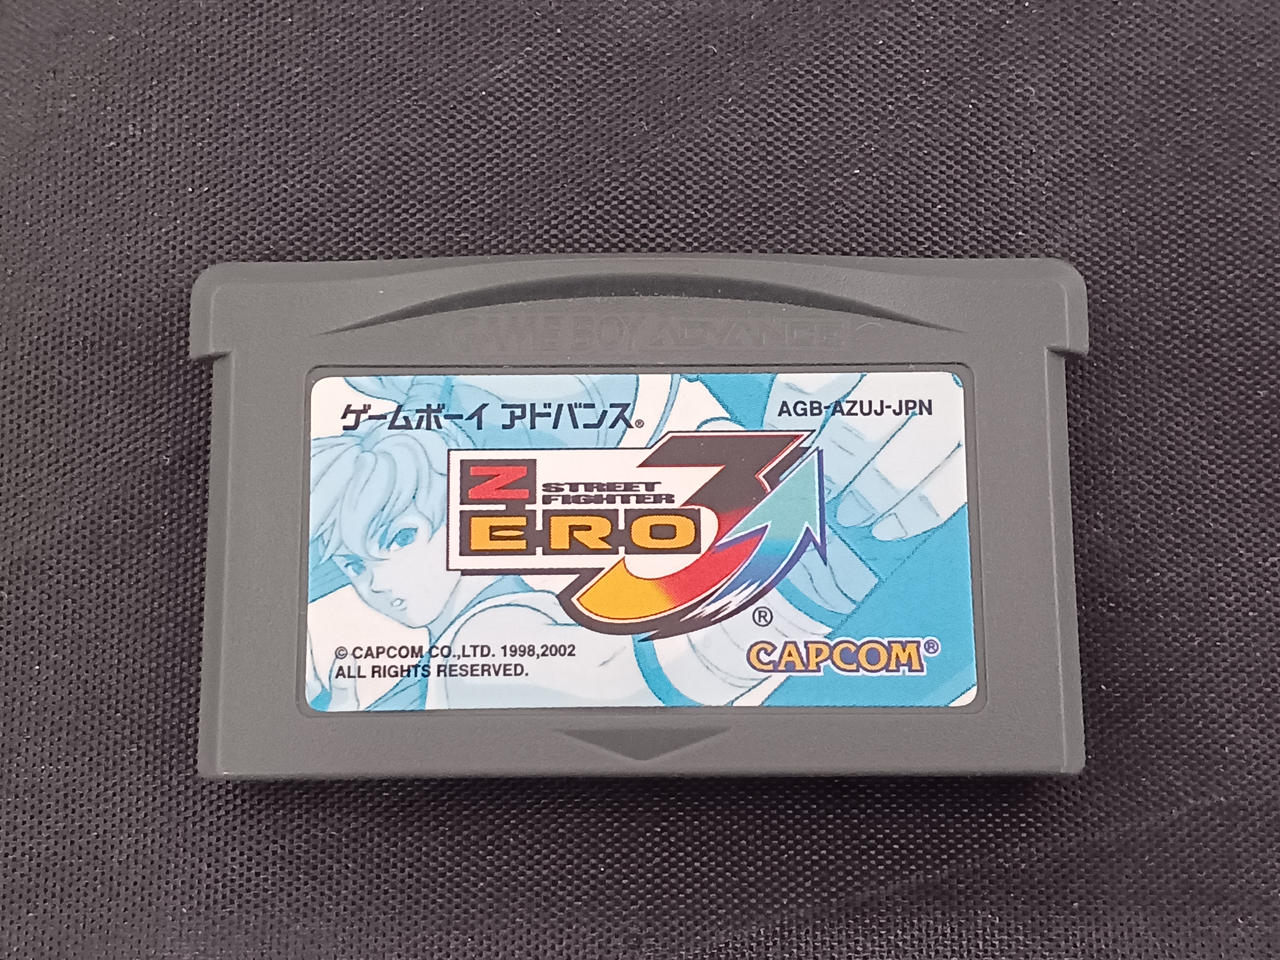 GAME BOY ADVANCE
ゲームボーイ アドバンス®
AGB-AZUJ-JPN
STREET
FIGHTER
ZERO 3
®
© CAPCOM CO.,LTD. 1998,2002
ALL RIGHTS RESERVED.
CAPCOM®